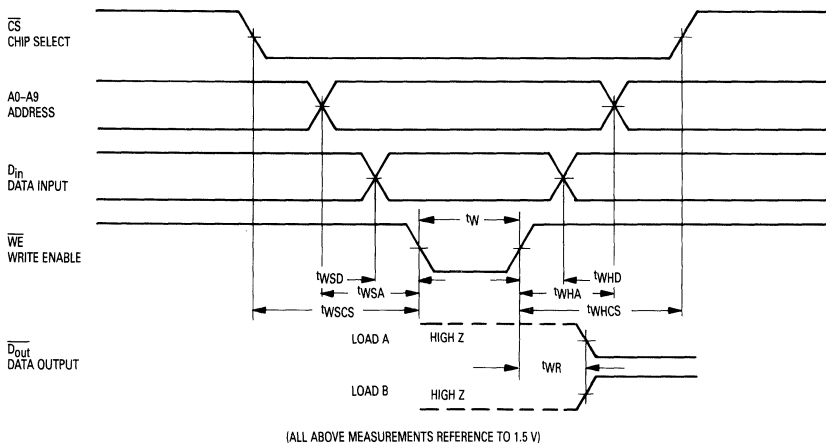 CS
CHIP SELECT
A0–A9
ADDRESS
Din
DATA INPUT
tW
WE
WRITE ENABLE
tWSD
tWHD
tWSA
tWHA
tWSCS
tWHCS
LOAD A HIGH Z
Dout
DATA OUTPUT
tWR
LOAD B HIGH Z
(ALL ABOVE MEASUREMENTS REFERENCE TO 1.5 V)